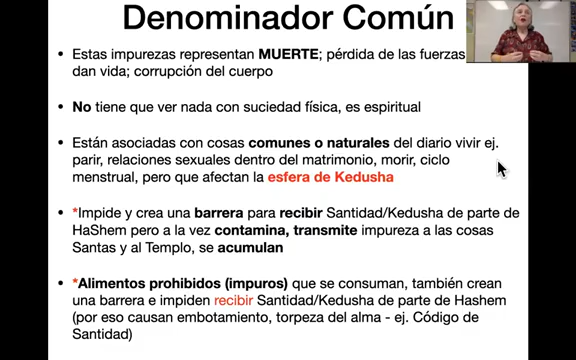 Denominador Común
• Estas impurezas representan MUERTE; pérdida de las fuerzas
dan vida; corrupción del cuerpo
• No tiene que ver nada con suciedad física, es espiritual
• Están asociadas con cosas comunes o naturales del diario vivir ej.
parir, relaciones sexuales dentro del matrimonio, morir, ciclo
menstrual, pero que afectan la esfera de Kedusha
• *Impide y crea una barrera para recibir Santidad/Kedusha de parte de
HaShem pero a la vez contamina, transmite impureza a las cosas
Santas y al Templo, se acumulan
• *Alimentos prohibidos (impuros) que se consuman, también crean
una barrera e impiden recibir Santidad/Kedusha de parte de Hashem
(por eso causan embotamiento, torpeza del alma - ej. Código de
Santidad)